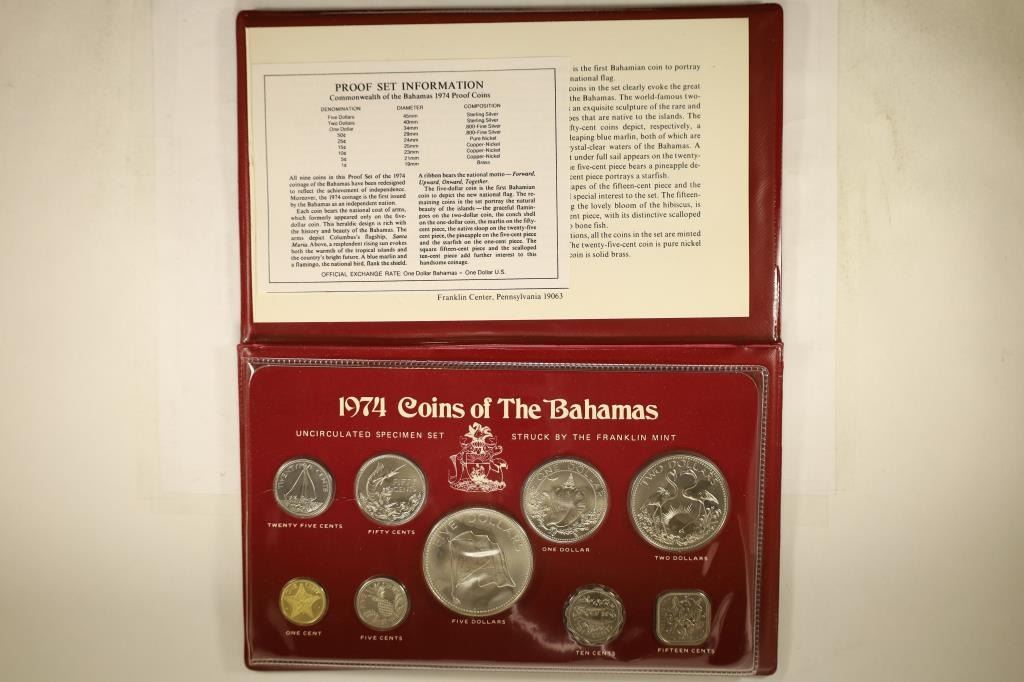 PROOF SET INFORMATION
Commonwealth of the Bahamas 1974 Proof Coins
DENOMINATION DIAMETER COMPOSITION
Five Dollars 45mm Sterling Silver
Two Dollars 40mm Sterling Silver
One Dollar 34mm .800-Fine Silver
50¢ 29mm .800-Fine Silver
25¢ 24mm Pure Nickel
15¢ 25mm Copper-Nickel
10¢ 23mm Copper-Nickel
5¢ 21mm Copper-Nickel
1¢ 19mm Brass
All nine coins in this Proof Set of the 1974
coinage of the Bahamas have been redesigned
to reflect the achievement of independence.
Moreover, the 1974 coinage is the first issued
by the Bahamas as an independent nation.
Each coin bears the national coat of arms,
which formerly appeared only on the five-
dollar coin. This heraldic design is rich with
the history and beauty of the Bahamas. The
arms depict Columbus's flagship, Santa
Maria. Above, a resplendent rising sun evokes
both the warmth of the tropical islands and
the country's bright future. A blue marlin and
a flamingo, the national bird, flank the shield.
A ribbon bears the national motto—Forward,
Upward, Onward, Together.
The five-dollar coin is the first Bahamian
coin to depict the new national flag. The re-
maining coins in the set portray the natural
beauty of the islands—the graceful flamin-
goes on the two-dollar coin, the conch shell
on the one-dollar coin, the marlin on the fifty-
cent piece, the native sloop on the twenty-five
cent piece, the pineapple on the five-cent piece
and the starfish on the one-cent piece. The
square fifteen-cent piece and the scalloped
ten-cent piece add further interest to this
handsome coinage.
OFFICIAL EXCHANGE RATE: One Dollar Bahamas = One Dollar U.S.
is the first Bahamian coin to portray
national flag.
coins in the set clearly evoke the great
the Bahamas. The world-famous two-
an exquisite sculpture of the rare and
es that are native to the islands. The
fty-cent coins depict, respectively, a
leaping blue marlin, both of which are
ystal-clear waters of the Bahamas. A
t under full sail appears on the twenty-
five-cent piece bears a pineapple de-
cent piece portrays a starfish.
apes of the fifteen-cent piece and the
special interest to the set. The fifteen-
g the lovely bloom of the hibiscus, is
ent piece, with its distinctive scalloped
bone fish.
tions, all the coins in the set are minted
The twenty-five-cent coin is pure nickel
coin is solid brass.
Franklin Center, Pennsylvania 19063
1974 Coins of The Bahamas
UNCIRCULATED SPECIMEN SET STRUCK BY THE FRANKLIN MINT
ONE DOLLAR
TWO DOLLARS
FIFTY
TWENTY FIVE CENTS
FIFTY CENTS
ONE DOLLAR
TWO DOLLARS
FIVE DOLLARS
ONE CENT
FIVE CENTS
FIVE DOLLARS
TEN CENTS
FIFTEEN CENTS